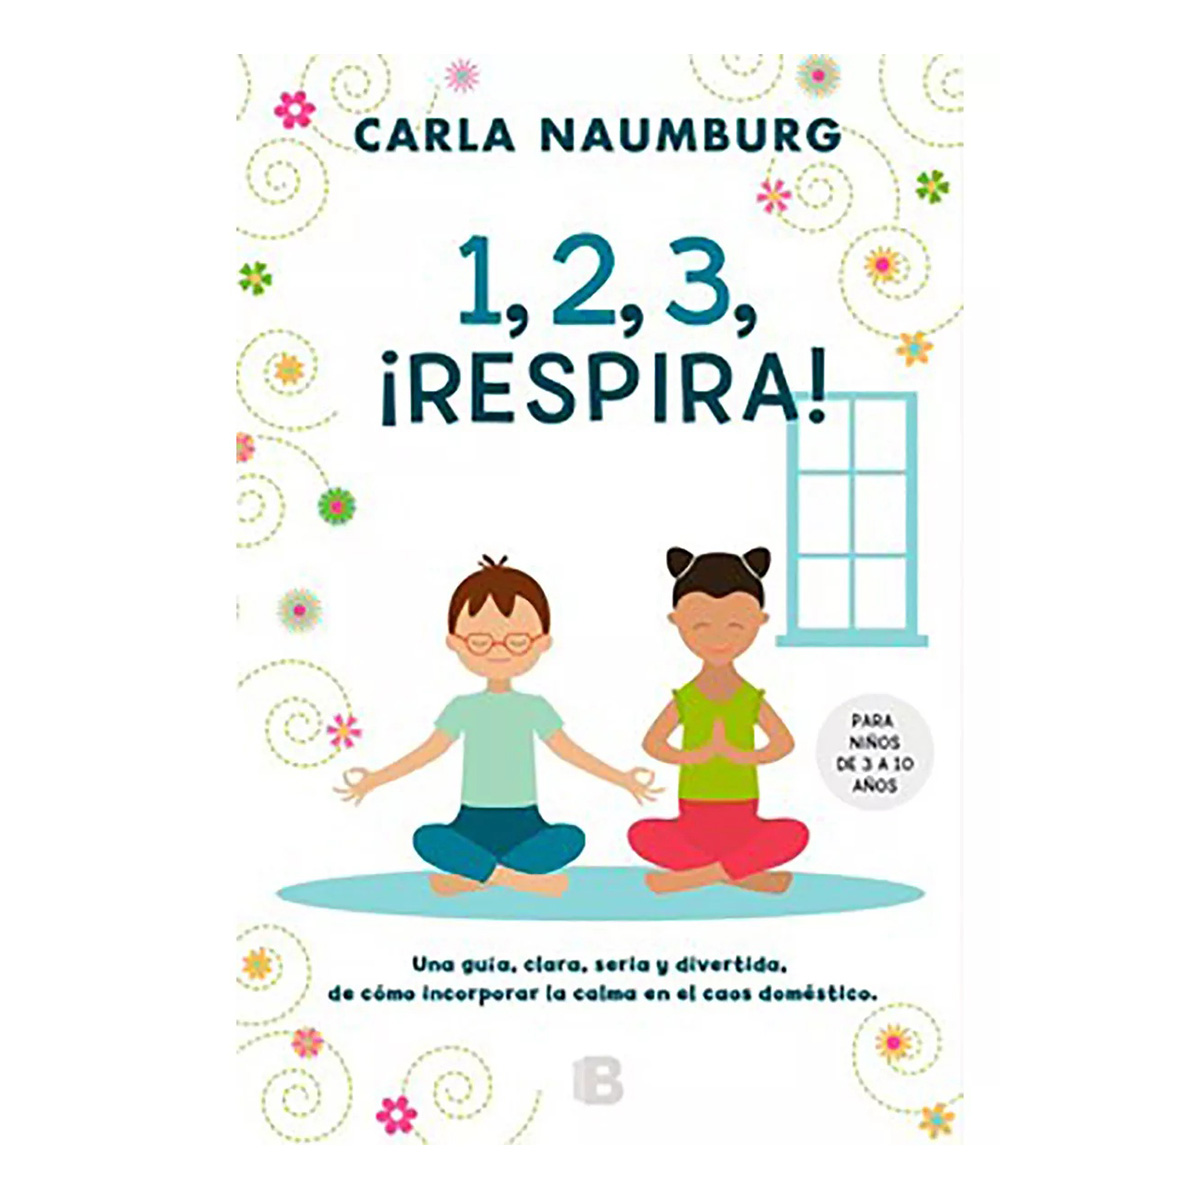 CARLA NAUMBURG
1, 2, 3,
¡RESPIRA!
PARA
NIÑOS
DE 3 A 10
AÑOS
Una guía, clara, seria y divertida,
de cómo incorporar la calma en el caos doméstico.
B